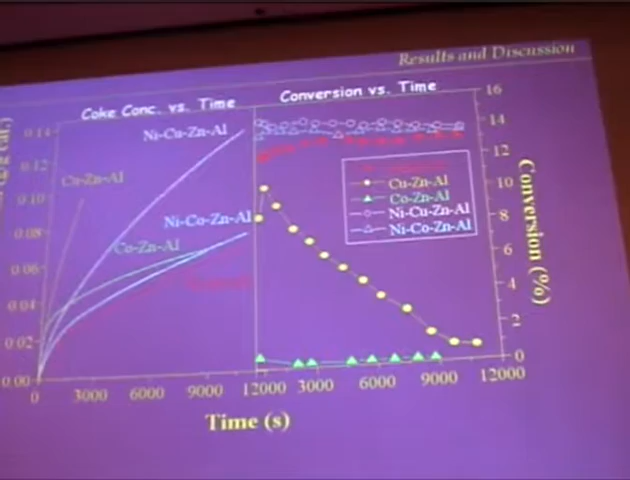 Results and Discussion
Coke Conc. vs. Time
Conversion vs. Time
16
0.14
Ni-Cu-Zn-Al
14
0.12
12
Cu-Zn-Al
Cu-Zn-Al
10
0.10
Co-Zn-Al
Ni-Cu-Zn-Al
8
Ni-Co-Zn-Al
Ni-Co-Zn-Al
0.08
Co-Zn-Al
6
0.06
4
0.04
2
0.02
0.00
0
0 3000 6000 9000 12000 3000 6000 9000 12000
Conversion (%)
Time (s)